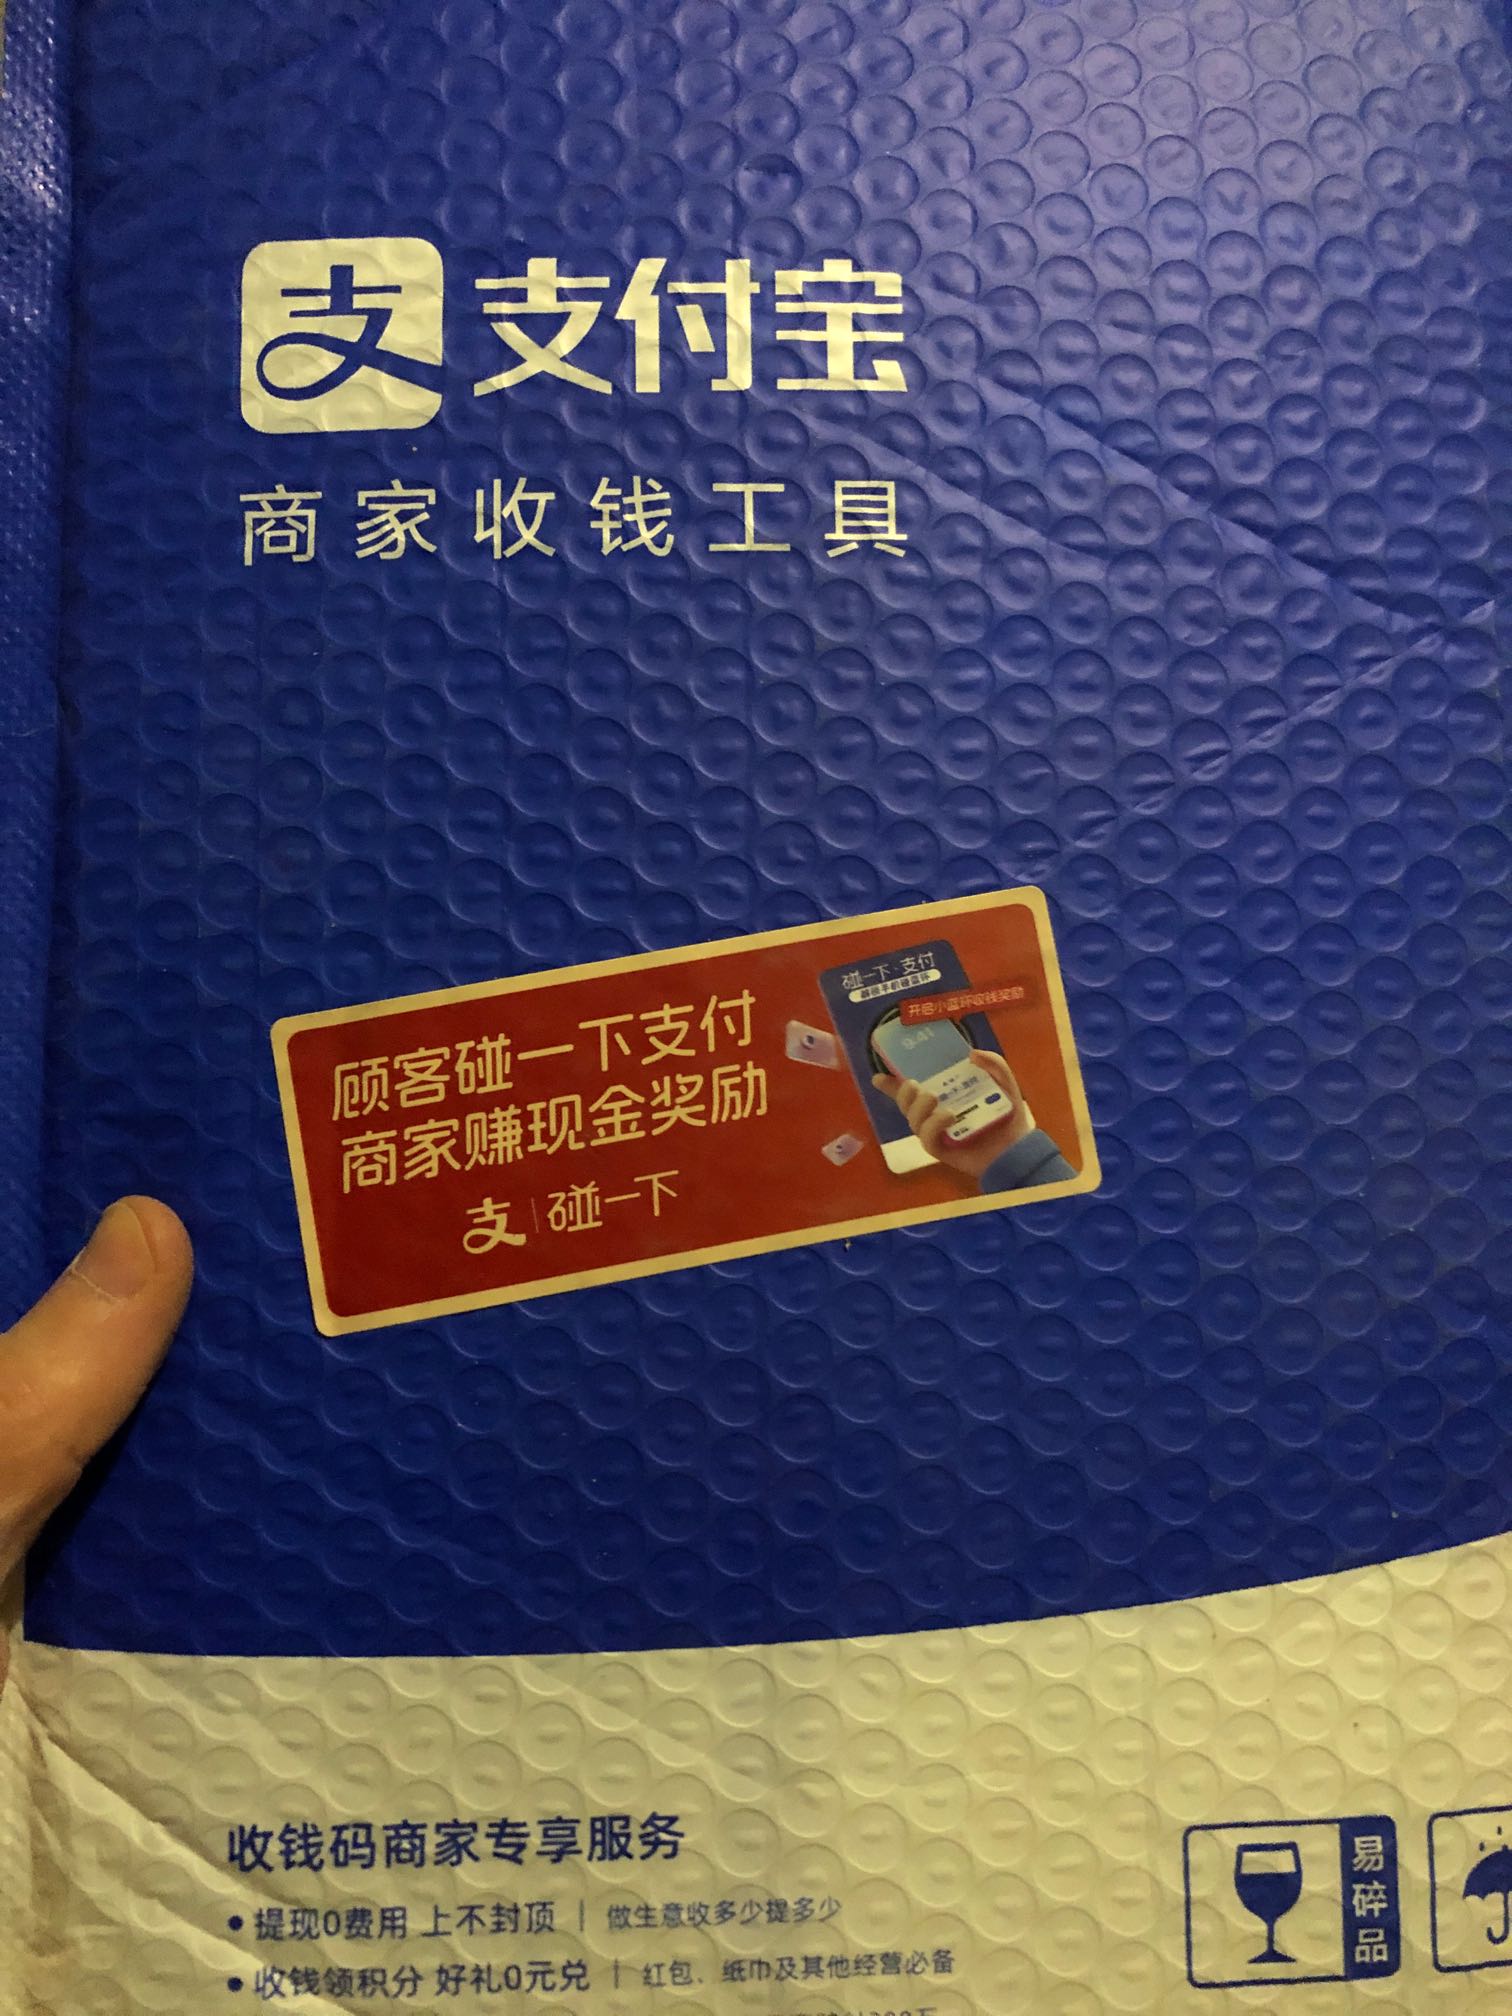 支 支付宝
商家收钱工具
碰一下·支付
开启小蓝环收钱奖励
9:41
顾客碰一下支付
商家赚现金奖励
支 | 碰一下
收钱码商家专享服务
• 提现0费用 上不封顶 | 做生意收多少提多少
• 收钱领积分 好礼0元兑 | 红包、纸巾及其他经营必备
易碎品